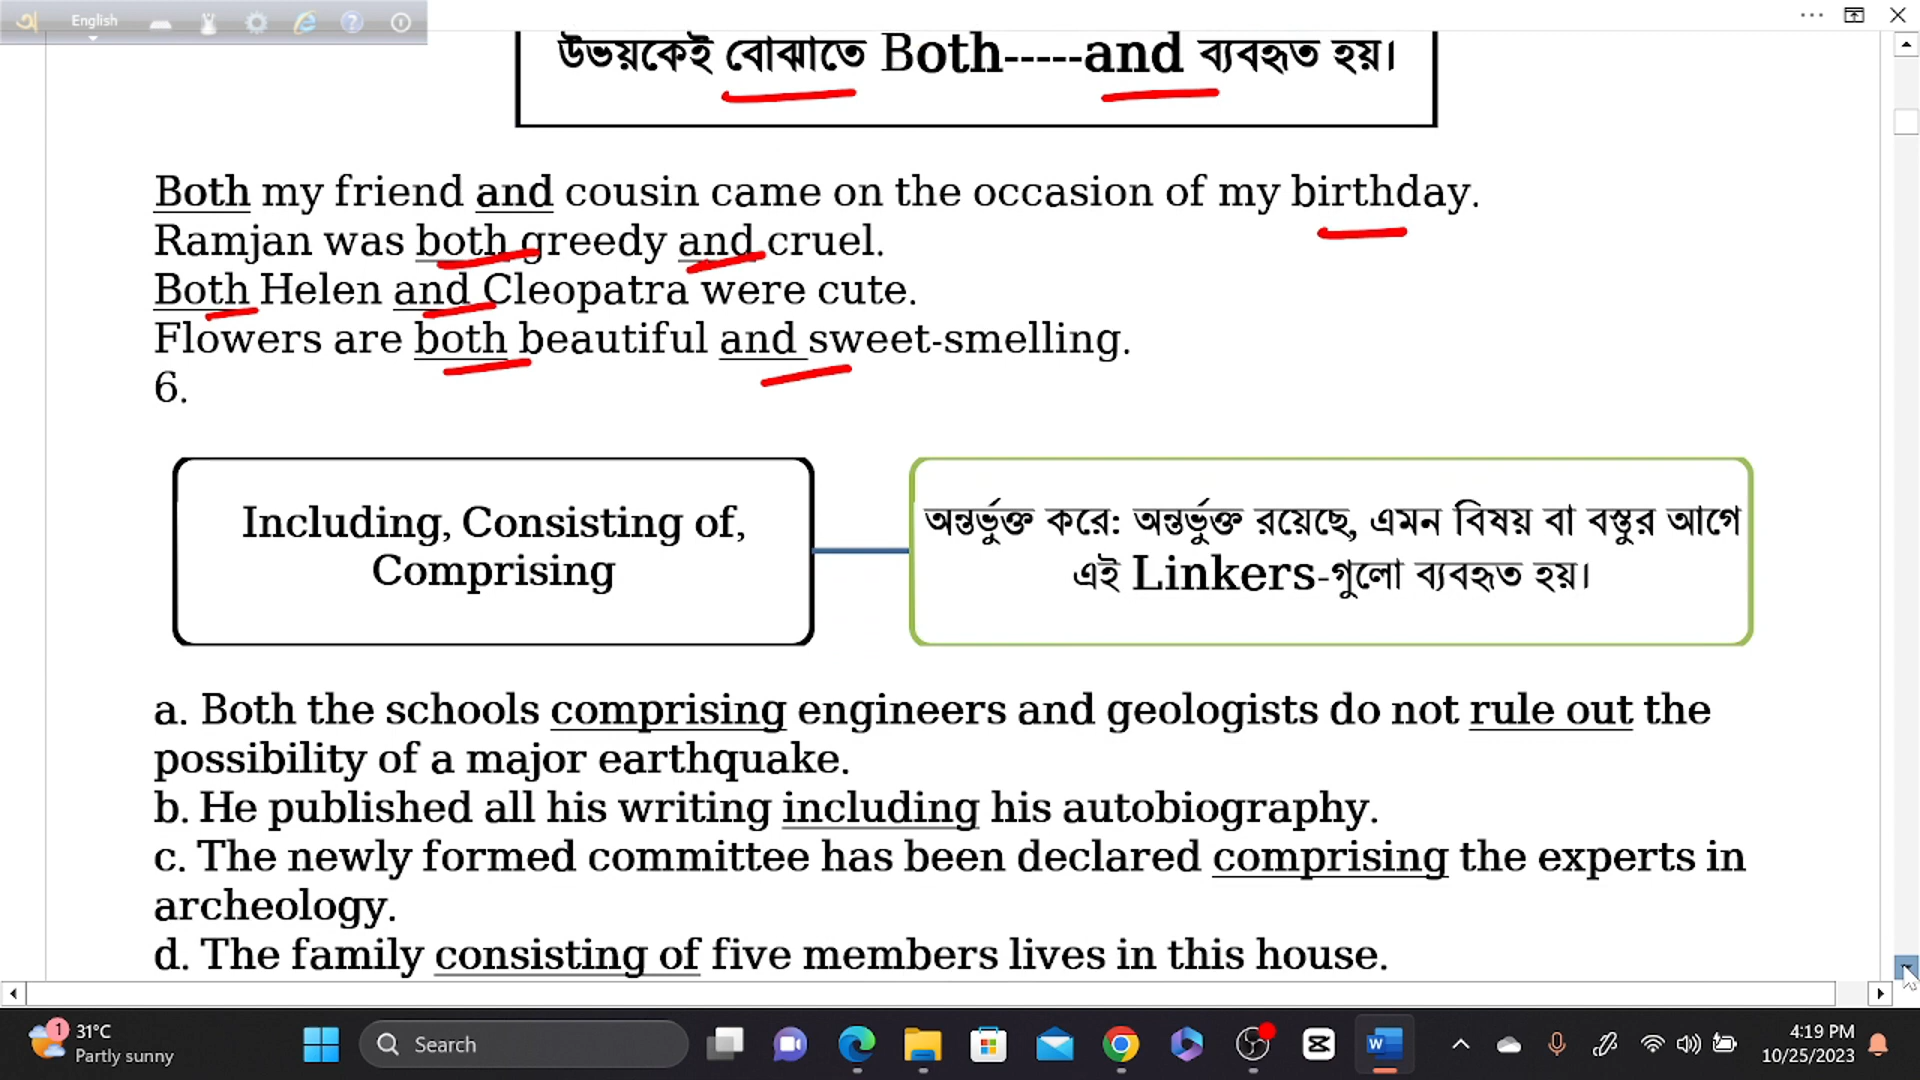 English
উভয়কেই বোঝাতে Both-----and ব্যবহৃত হয়।
Both my friend and cousin came on the occasion of my birthday.
Ramjan was both greedy and cruel.
Both Helen and Cleopatra were cute.
Flowers are both beautiful and sweet-smelling.
6.
Including, Consisting of,
Comprising
অন্তর্ভুক্ত করে: অন্তর্ভুক্ত রয়েছে, এমন বিষয় বা বস্তুর আগে
এই Linkers-গুলো ব্যবহৃত হয়।
a. Both the schools comprising engineers and geologists do not rule out the
possibility of a major earthquake.
b. He published all his writing including his autobiography.
c. The newly formed committee has been declared comprising the experts in
archeology.
d. The family consisting of five members lives in this house.
1
31°C
Partly sunny
Search
4:19 PM
10/25/2023